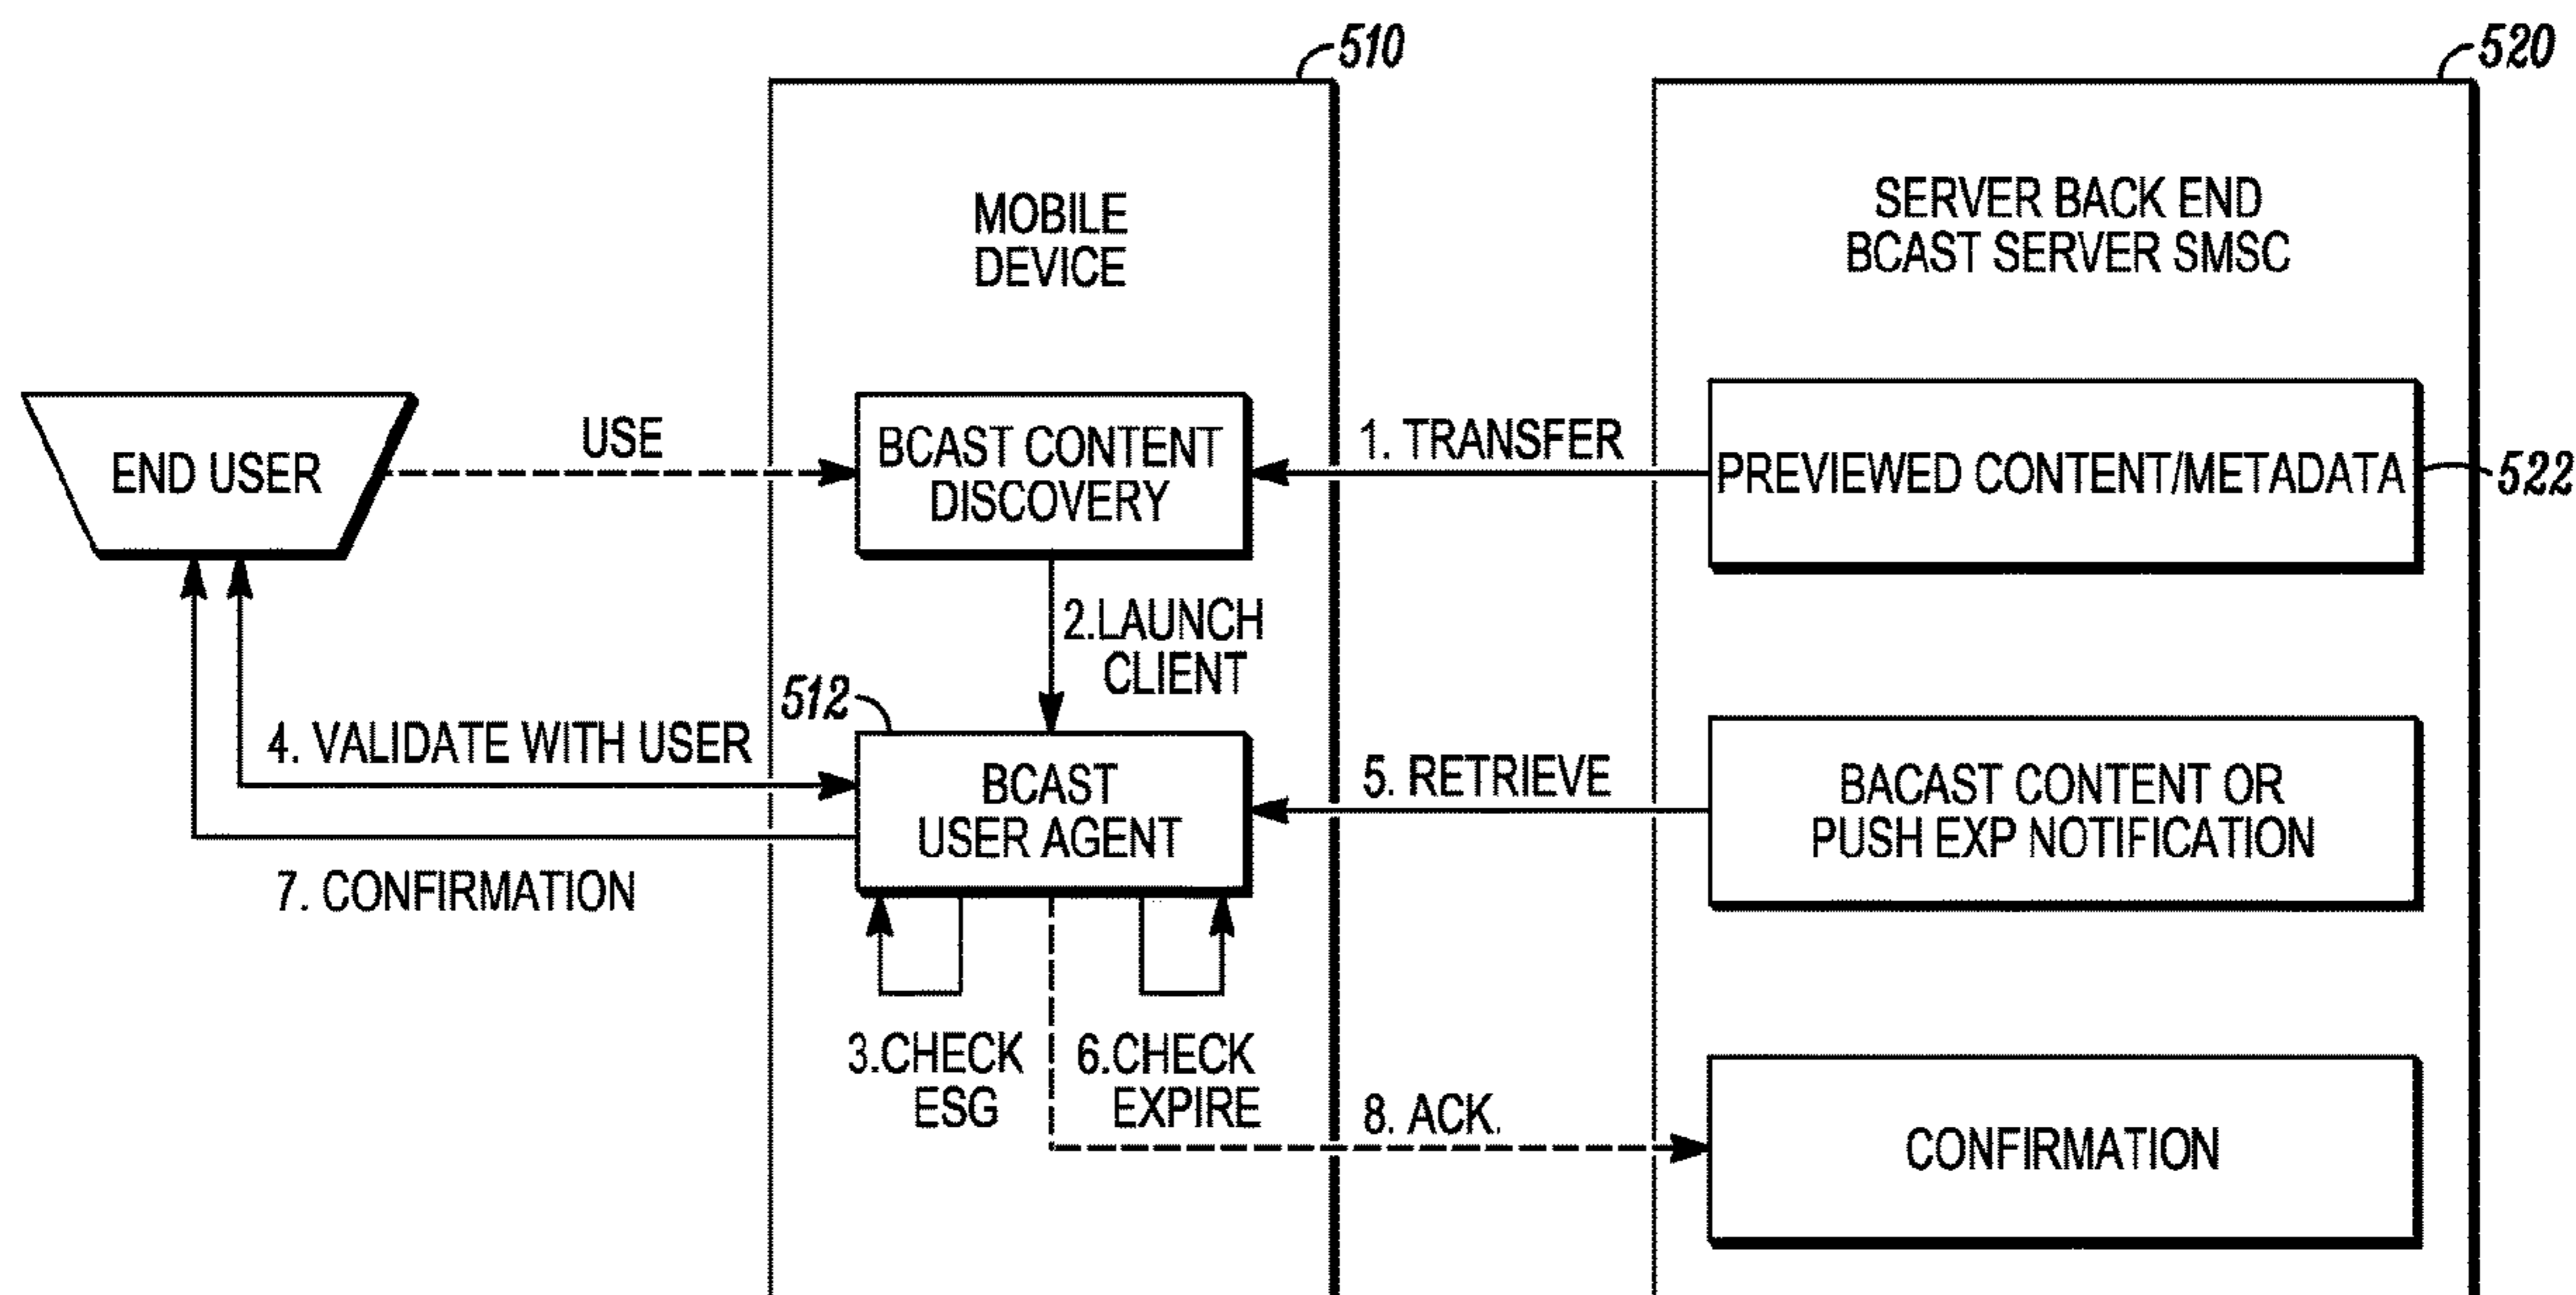 510
520
MOBILE
DEVICE
SERVER BACK END
BCAST SERVER SMSC
END USER
USE
BCAST CONTENT
DISCOVERY
1. TRANSFER
PREVIEWED CONTENT/METADATA
522
2.LAUNCH
CLIENT
512
4. VALIDATE WITH USER
BCAST
USER AGENT
5. RETRIEVE
BACAST CONTENT OR
PUSH EXP NOTIFICATION
7. CONFIRMATION
3.CHECK
ESG
6.CHECK
EXPIRE
8. ACK.
CONFIRMATION